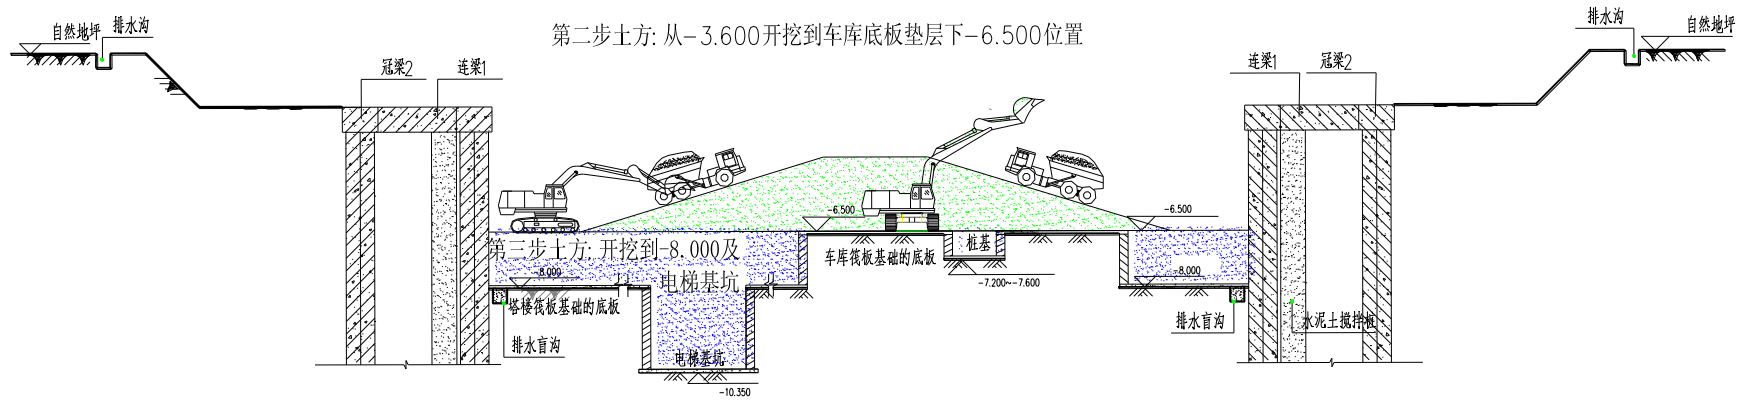 第二步土方：从-3.600开挖到车库底板垫层下-6.500位置
自然地坪
排水沟
排水沟
自然地坪
冠梁2
连梁1
连梁1
冠梁2
-6.500
-6.500
第三步土方：开挖到-8.000及
电梯基坑
车库筏板基础的底板
桩基
-8.000
-8.000
-7.200~-7.600
塔楼筏板基础的底板
排水盲沟
排水盲沟
水泥土搅拌桩
电梯基坑
-10.350